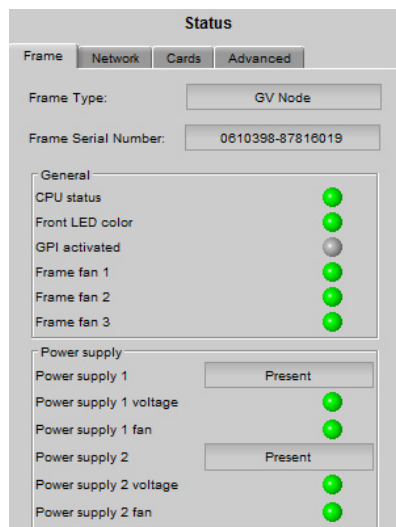 Status
Frame Network Cards Advanced
Frame Type: GV Node
Frame Serial Number: 0610398-87816019
General
CPU status
Front LED color
GPI activated
Frame fan 1
Frame fan 2
Frame fan 3
Power supply
Power supply 1 Present
Power supply 1 voltage
Power supply 1 fan
Power supply 2 Present
Power supply 2 voltage
Power supply 2 fan